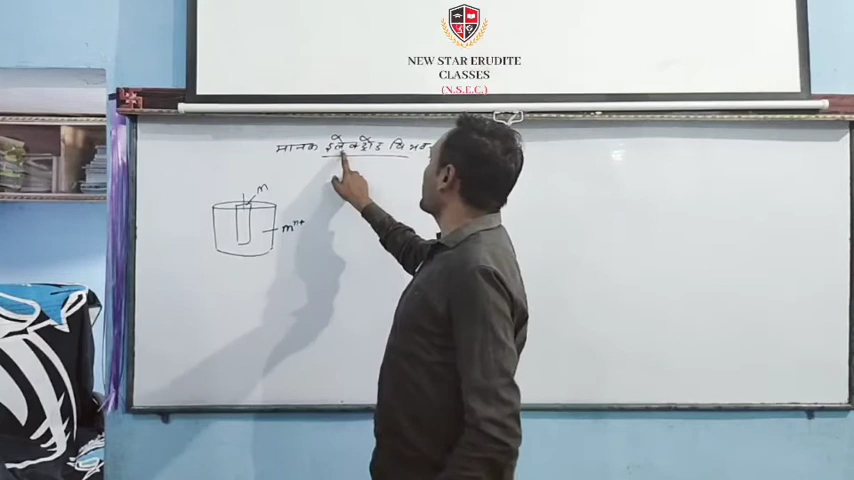 NEW STAR ERUDITE
CLASSES
(N.S.E.C.)
मानक इलेक्ट्रोड विभव
m
mⁿ⁺